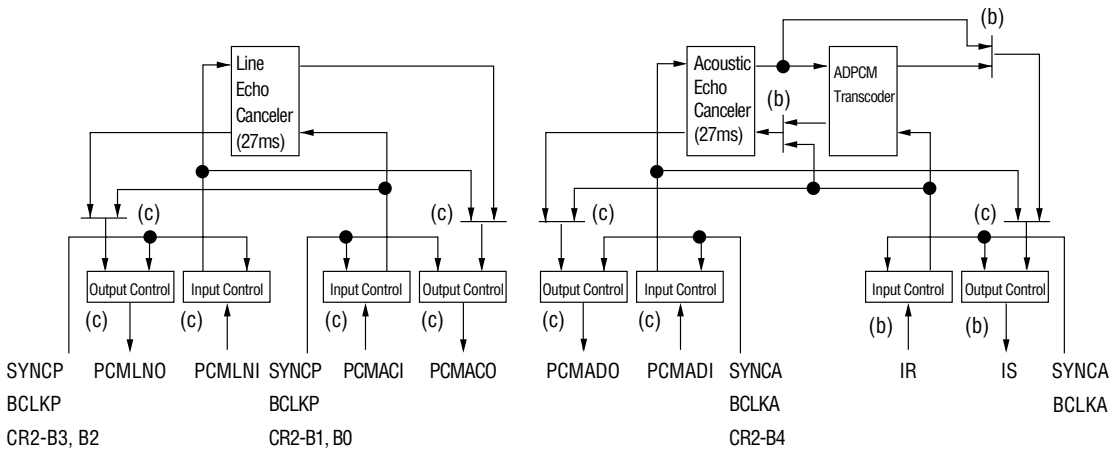 (b)
Line
Echo
Canceler
(27ms)
Acoustic
Echo
Canceler
(27ms)
(b)
ADPCM
Transcoder
(c)
(c)
(c)
(c)
Output Control
Input Control
Input Control
Output Control
Output Control
Input Control
Input Control
Output Control
(c)
(c)
(c)
(c)
(c)
(c)
(b)
(b)
SYNCP
PCMLNO
PCMLNI
SYNCP
PCMACI
PCMACO
PCMADO
PCMADI
SYNCA
IR
IS
SYNCA
BCLKP
BCLKP
BCLKA
BCLKA
CR2-B3, B2
CR2-B1, B0
CR2-B4